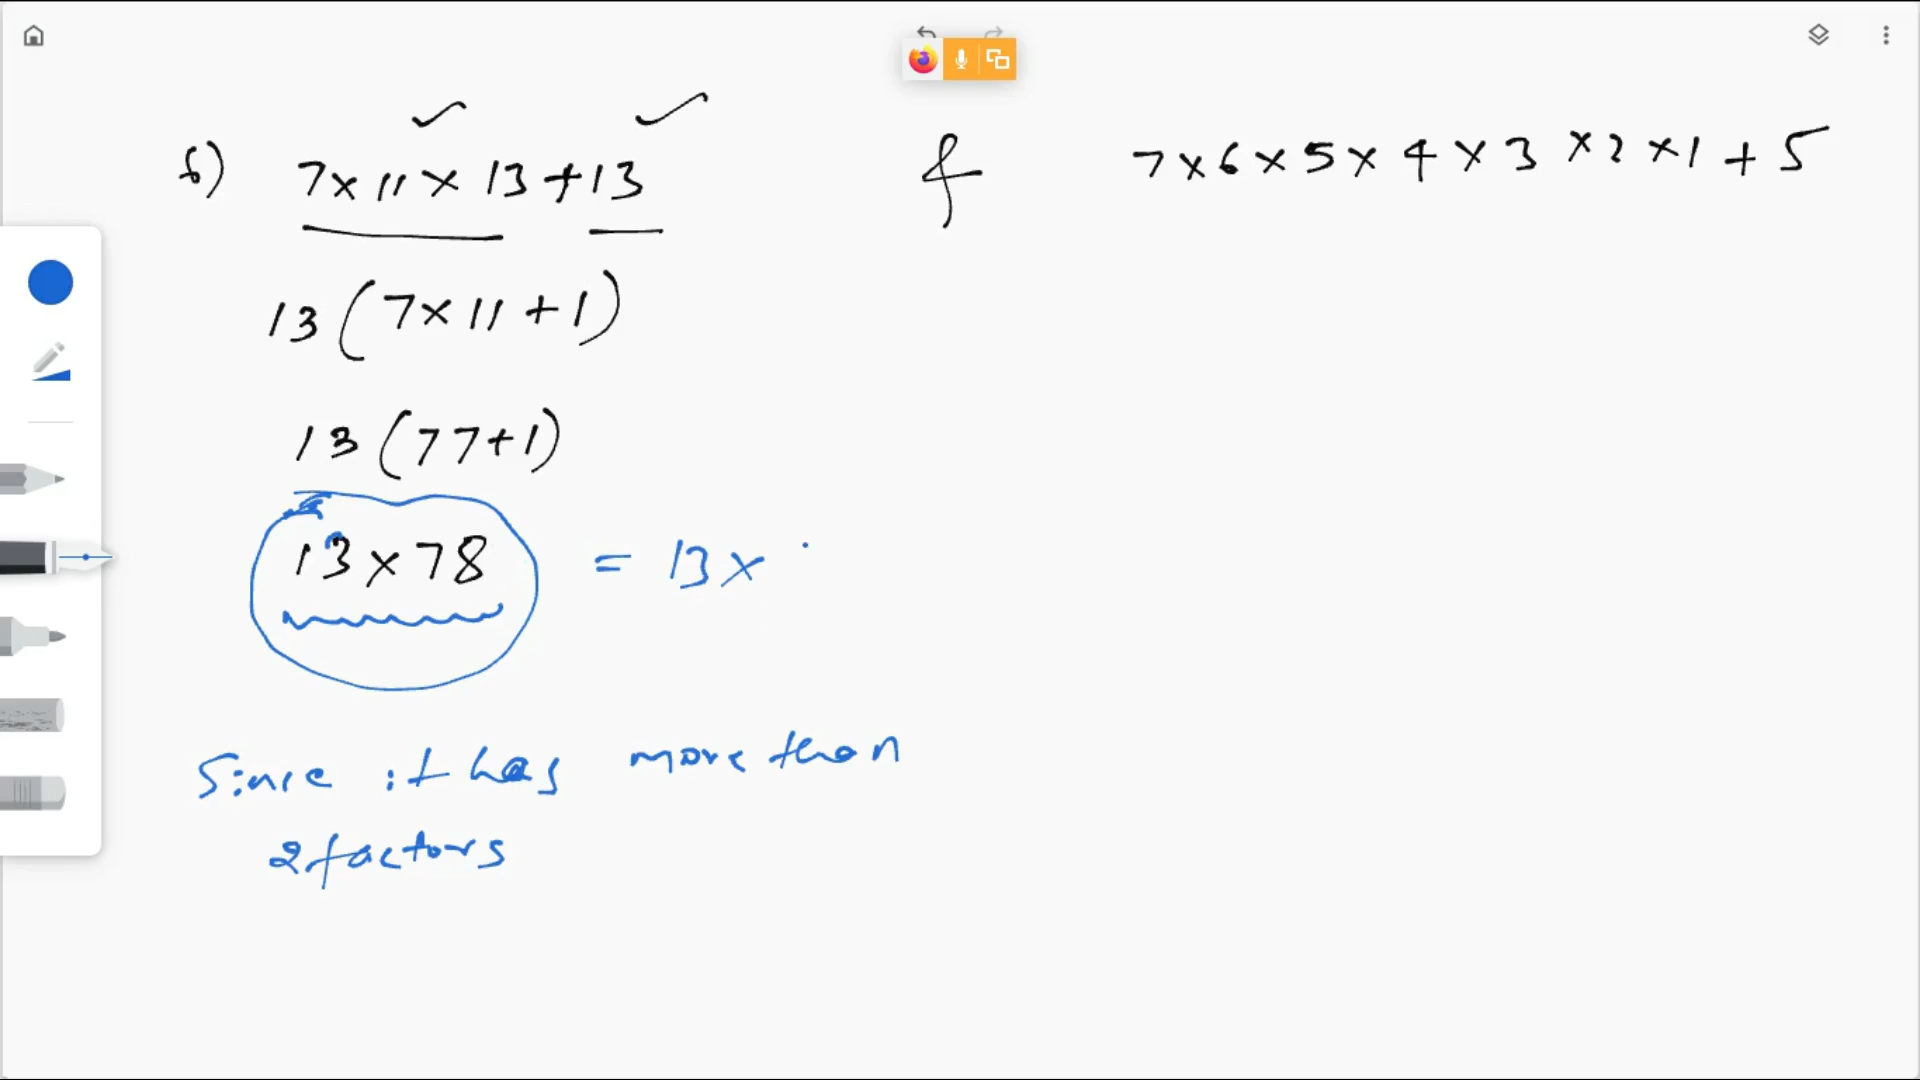 6) 7×11×13+13 & 7×6×5×4×3×2×1+5
13(7×11+1)
13(77+1)
13×78 = 13×
Since it has more than
2 factors